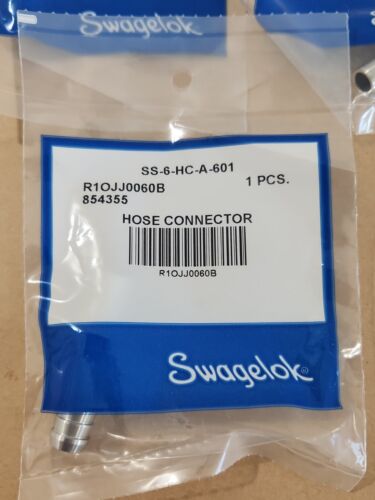 Swagelok
SS-6-HC-A-601
R1OJJ0060B
1 PCS.
854355
HOSE CONNECTOR
R1OJJ0060B
Swagelok®